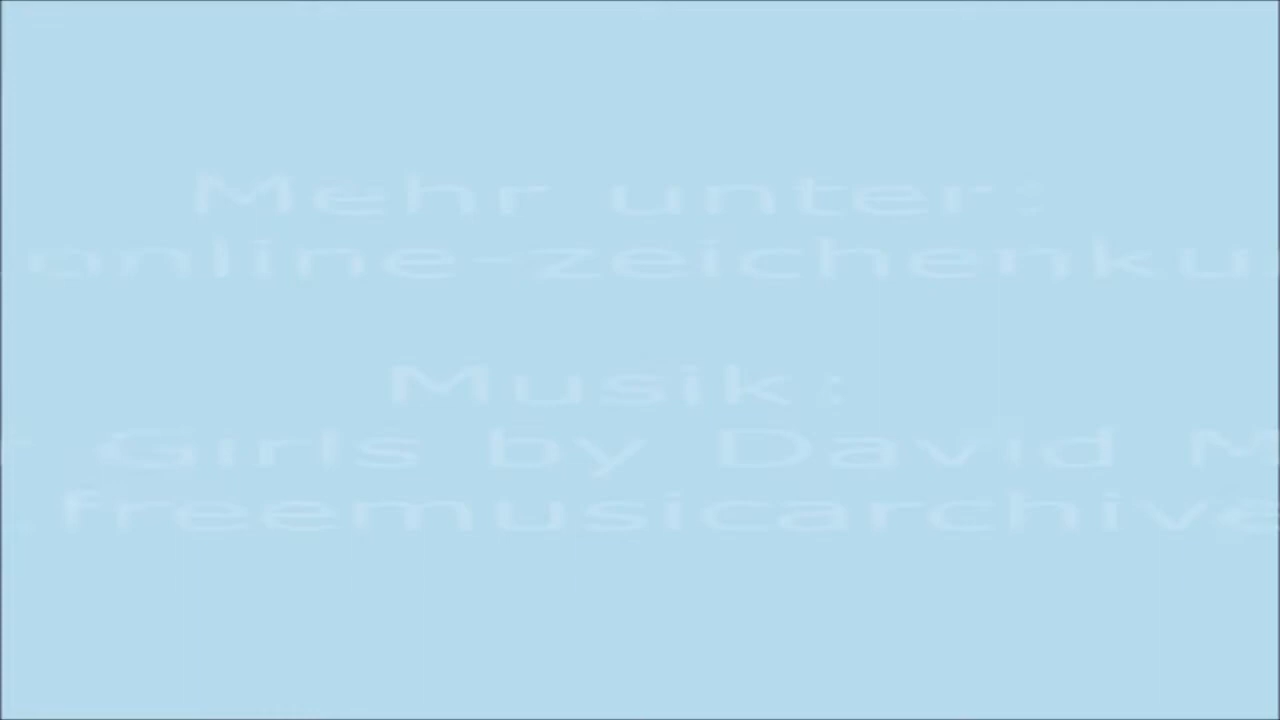 Mehr unter:
online-zeichenku
Musik:
Girls by David M
.freemusicarchive